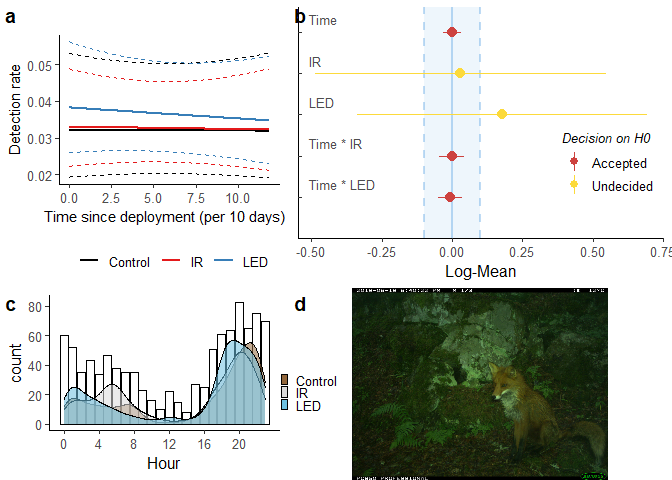 a
Detection rate
0.05
0.04
0.03
0.02
0.0 2.5 5.0 7.5 10.0
Time since deployment (per 10 days)
Control IR LED
b
Time
IR
LED
Time * IR
Time * LED
Decision on H0
Accepted
Undecided
-0.50 -0.25 0.00 0.25 0.50 0.75
Log-Mean
c
count
80
60
40
20
0
0 4 8 12 16 20
Hour
Control
IR
LED
d
PC850 PROFESSIONAL